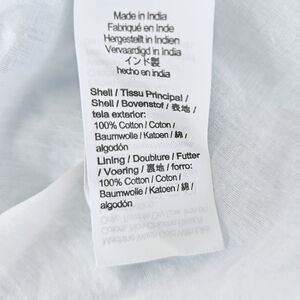 Made in India
Fabriqué en Inde
Hergestellt in Indien
Vervaardigd in India
インド製
hecho en india
Shell / Tissu Principal /
Shell / Bovenstof / 表地 /
tela exterior:
100% Cotton / Coton /
Baumwolle / Katoen / 綿 /
algodón
Lining / Doublure / Futter
/ Voering / 裏地 / forro:
100% Cotton / Coton /
Baumwolle / Katoen / 綿 /
algodón